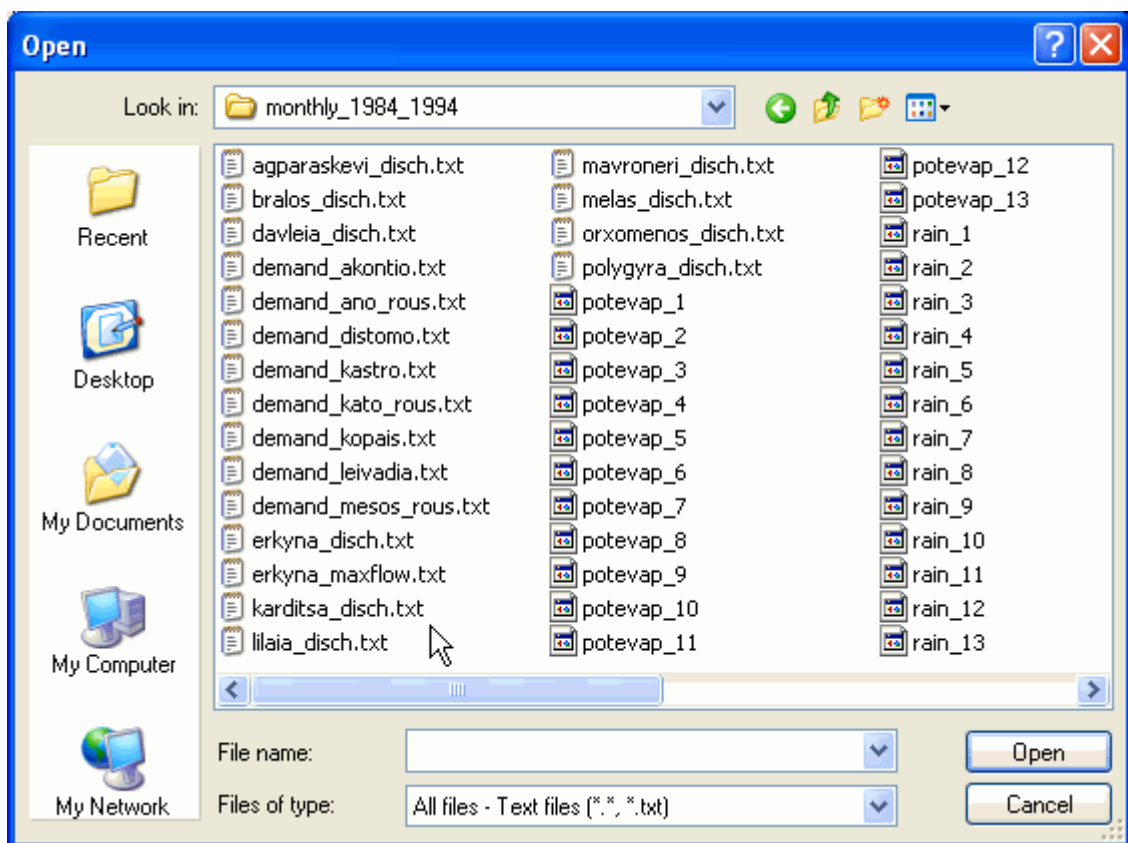 Open
Look in:
monthly_1984_1994
Recent
Desktop
My Documents
My Computer
My Network
agparaskevi_disch.txt
bralos_disch.txt
davleia_disch.txt
demand_akontio.txt
demand_ano_rous.txt
demand_distomo.txt
demand_kastro.txt
demand_kato_rous.txt
demand_kopais.txt
demand_leivadia.txt
demand_mesos_rous.txt
erkyna_disch.txt
erkyna_maxflow.txt
karditsa_disch.txt
lilaia_disch.txt
mavroneri_disch.txt
melas_disch.txt
orxomenos_disch.txt
polygyra_disch.txt
potevap_1
potevap_2
potevap_3
potevap_4
potevap_5
potevap_6
potevap_7
potevap_8
potevap_9
potevap_10
potevap_11
potevap_12
potevap_13
rain_1
rain_2
rain_3
rain_4
rain_5
rain_6
rain_7
rain_8
rain_9
rain_10
rain_11
rain_12
rain_13
File name:
Open
Files of type:
All files - Text files (*.*, *.txt)
Cancel